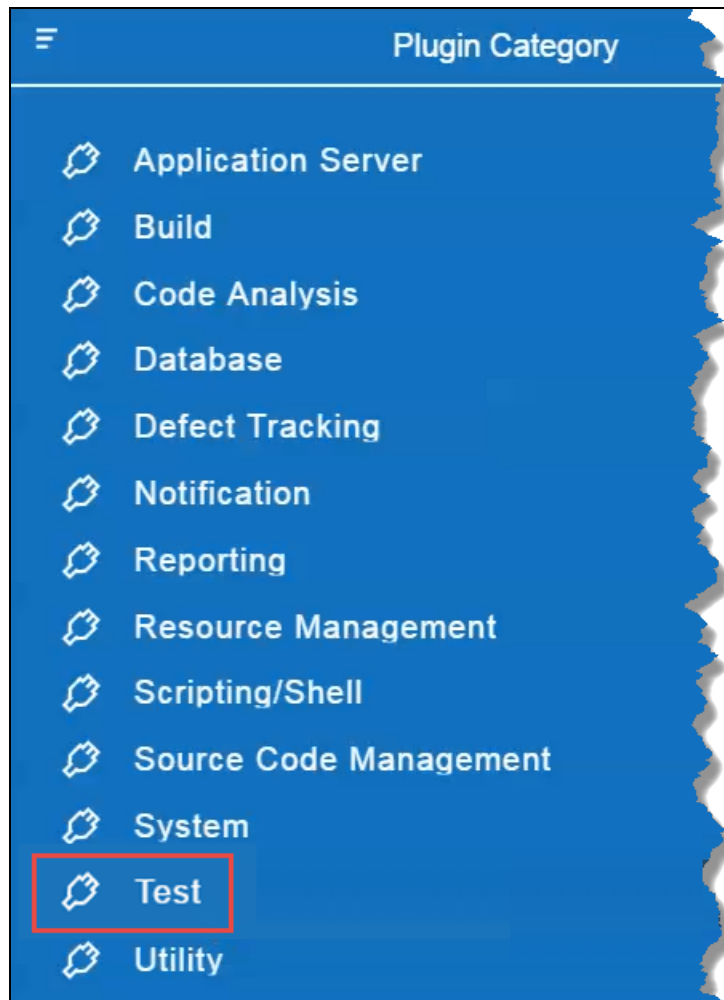 Plugin Category
Application Server
Build
Code Analysis
Database
Defect Tracking
Notification
Reporting
Resource Management
Scripting/Shell
Source Code Management
System
Test
Utility